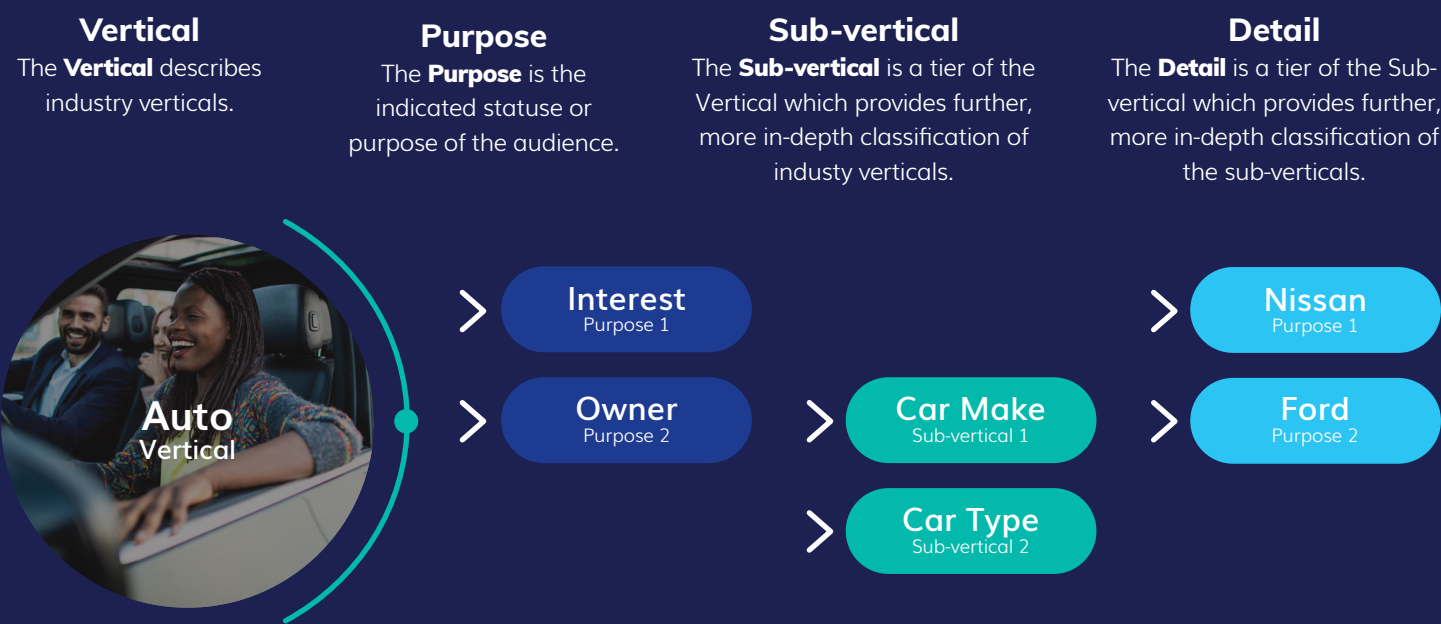 Vertical
The Vertical describes
industry verticals.
Purpose
The Purpose is the
indicated statuse or
purpose of the audience.
Sub-vertical
The Sub-vertical is a tier of the
Vertical which provides further,
more in-depth classification of
industy verticals.
Detail
The Detail is a tier of the Sub-
vertical which provides further,
more in-depth classification of
the sub-verticals.
Auto
Vertical
Interest
Purpose 1
Owner
Purpose 2
Car Make
Sub-vertical 1
Car Type
Sub-vertical 2
Nissan
Purpose 1
Ford
Purpose 2